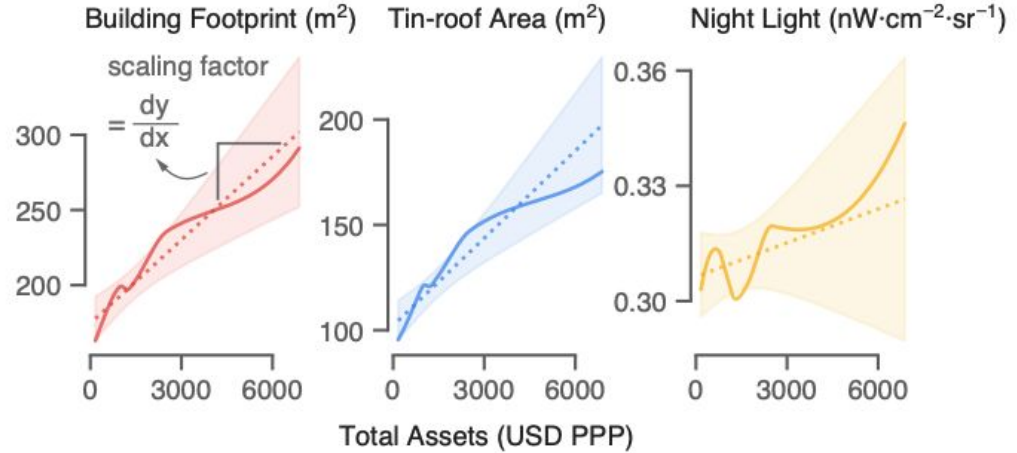 Building Footprint (m²)
Tin-roof Area (m²)
Night Light (nW·cm⁻²·sr⁻¹)
scaling factor
= dy
dx
300
250
200
0 3000 6000
200
150
100
0 3000 6000
0.36
0.33
0.30
0 3000 6000
Total Assets (USD PPP)